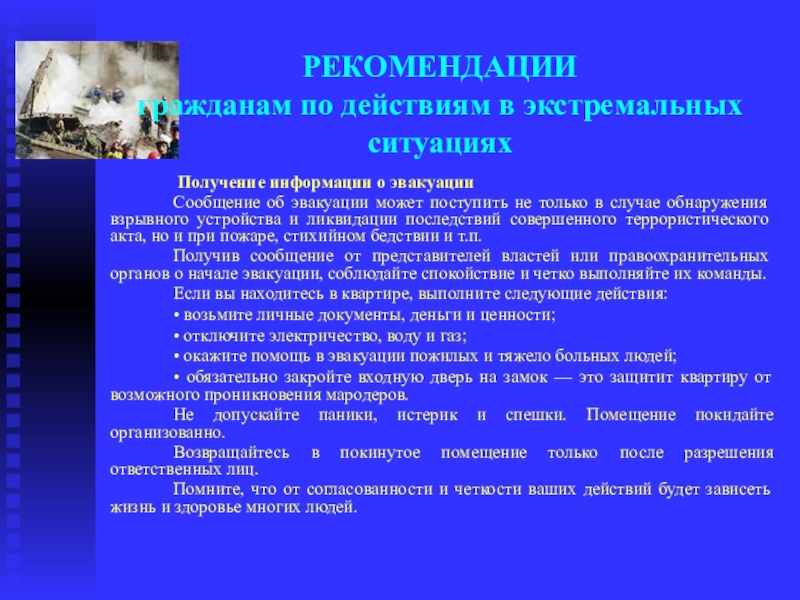 РЕКОМЕНДАЦИИ
гражданам по действиям в экстремальных
ситуациях
Получение информации о эвакуации
Сообщение об эвакуации может поступить не только в случае обнаружения
взрывного устройства и ликвидации последствий совершенного террористического
акта, но и при пожаре, стихийном бедствии и т.п.
Получив сообщение от представителей властей или правоохранительных
органов о начале эвакуации, соблюдайте спокойствие и четко выполняйте их команды.
Если вы находитесь в квартире, выполните следующие действия:
• возьмите личные документы, деньги и ценности;
• отключите электричество, воду и газ;
• окажите помощь в эвакуации пожилых и тяжело больных людей;
• обязательно закройте входную дверь на замок — это защитит квартиру от
возможного проникновения мародеров.
Не допускайте паники, истерик и спешки. Помещение покидайте
организованно.
Возвращайтесь в покинутое помещение только после разрешения
ответственных лиц.
Помните, что от согласованности и четкости ваших действий будет зависеть
жизнь и здоровье многих людей.